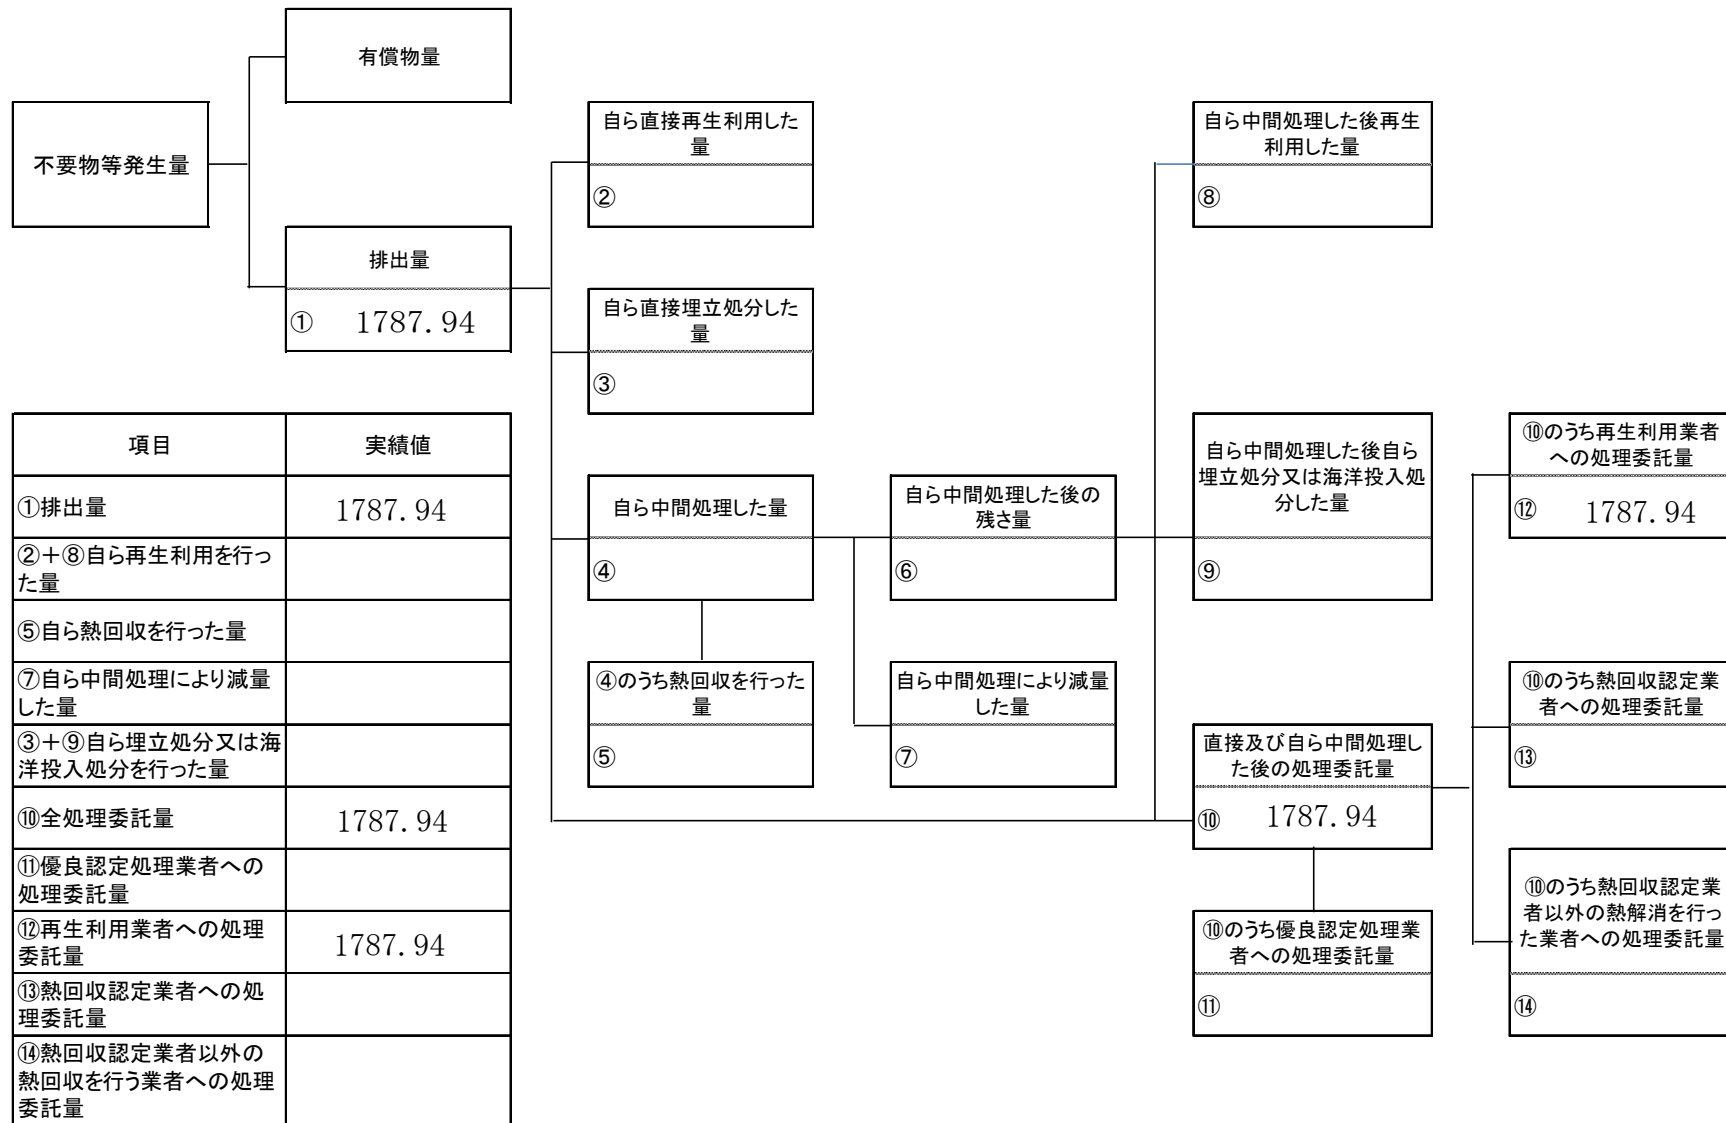 有償物量
不要物等発生量
排出量
① 1787.94
自ら直接再生利用した
量
②
自ら直接埋立処分した
量
③
自ら中間処理した量
④
④のうち熱回収を行った
量
⑤
自ら中間処理した後の
残さ量
⑥
自ら中間処理により減量
した量
⑦
自ら中間処理した後再生
利用した量
⑧
自ら中間処理した後自ら
埋立処分又は海洋投入処
分した量
⑨
直接及び自ら中間処理し
た後の処理委託量
⑩ 1787.94
⑩のうち優良認定処理業
者への処理委託量
⑪
⑩のうち再生利用業者
への処理委託量
⑫ 1787.94
⑩のうち熱回収認定業
者への処理委託量
⑬
⑩のうち熱回収認定業
者以外の熱解消を行っ
た業者への処理委託量
⑭
項目 実績値
①排出量 1787.94
②+⑧自ら再生利用を行っ
た量
⑤自ら熱回収を行った量
⑦自ら中間処理により減量
した量
③+⑨自ら埋立処分又は海
洋投入処分を行った量
⑩全処理委託量 1787.94
⑪優良認定処理業者への
処理委託量
⑫再生利用業者への処理
委託量 1787.94
⑬熱回収認定業者への処
理委託量
⑭熱回収認定業者以外の
熱回収を行う業者への処理
委託量